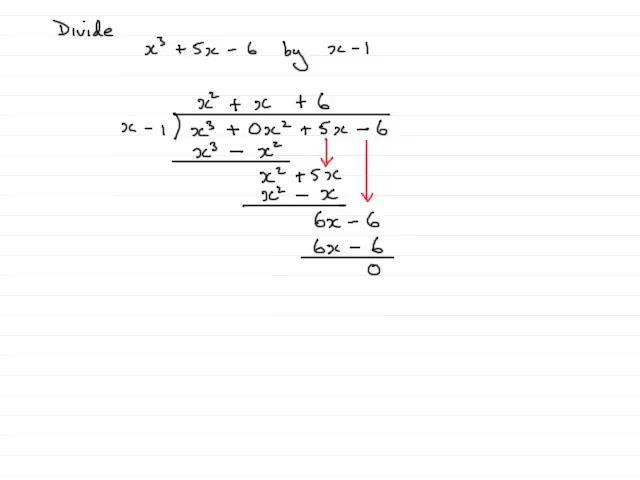 Divide
x³ + 5x - 6 by x - 1
x² + x + 6
x - 1 ) x³ + 0x² + 5x - 6
x³ - x²
x² + 5x
x² - x
6x - 6
6x - 6
0